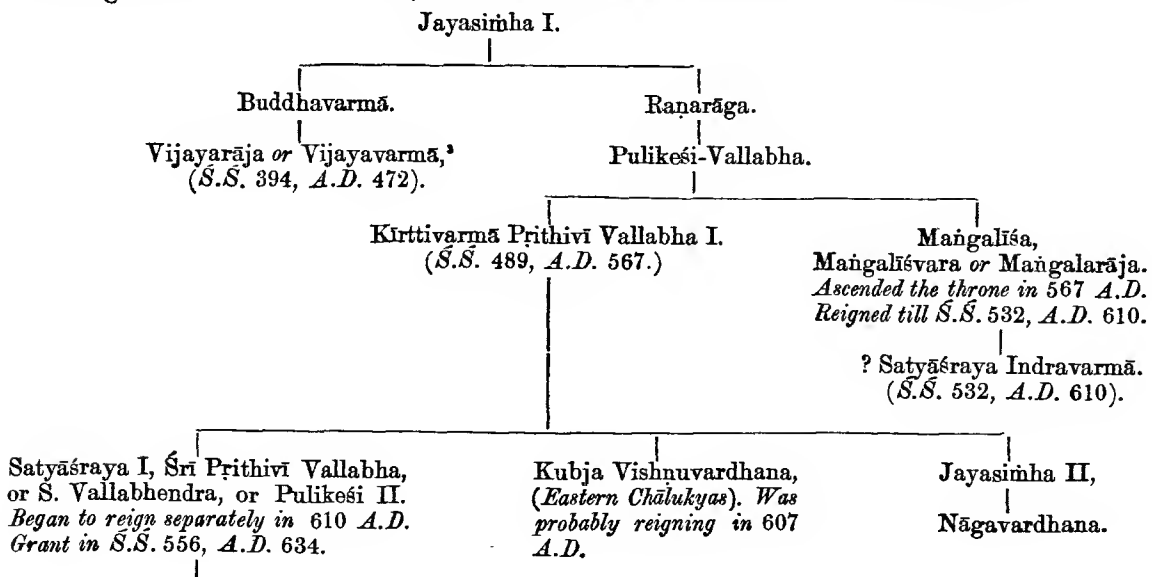 Jayasiṁha I.
Buddhavarmā.
Raṇarāga.
Vijayarāja or Vijayavarmā,³
(Ś.Ś. 394, A.D. 472).
Pulikeśi-Vallabha.
Kīrttivarmā Pṛithivī Vallabha I.
(Ś.Ś. 489, A.D. 567.)
Maṅgalīśa,
Maṅgalīśvara or Maṅgalarāja.
Ascended the throne in 567 A.D.
Reigned till Ś.Ś. 532, A.D. 610.
? Satyāśraya Indravarmā.
(Ś.Ś. 532, A.D. 610).
Satyāśraya I, Śrī Pṛithivī Vallabha,
or S. Vallabhendra, or Pulikeśi II.
Began to reign separately in 610 A.D.
Grant in Ś.Ś. 556, A.D. 634.
Kubja Vishṇuvardhana,
(Eastern Chālukyas). Was
probably reigning in 607
A.D.
Jayasiṁha II,
Nāgavardhana.